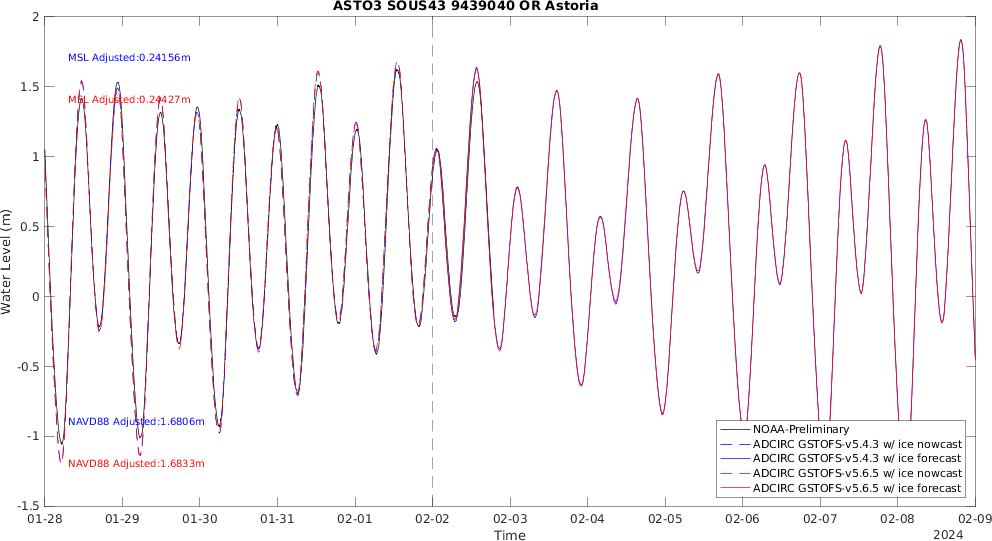 ASTO3 SOUS43 9439040 OR Astoria
Water Level (m)
2
1.5
1
0.5
0
-0.5
-1
-1.5
MSL Adjusted:0.24156m
MSL Adjusted:0.24427m
NAVD88 Adjusted:1.6806m
NAVD88 Adjusted:1.6833m
NOAA-Preliminary
ADCIRC GSTOFS-v5.4.3 w/ ice nowcast
ADCIRC GSTOFS-v5.4.3 w/ ice forecast
ADCIRC GSTOFS-v5.6.5 w/ ice nowcast
ADCIRC GSTOFS-v5.6.5 w/ ice forecast
01-28 01-29 01-30 01-31 02-01 02-02 02-03 02-04 02-05 02-06 02-07 02-08 02-09
Time
2024